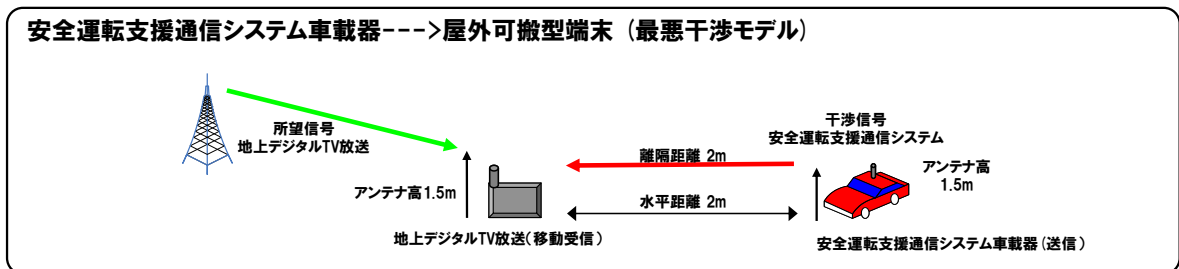 安全運転支援通信システム車載器--->屋外可搬型端末（最悪干渉モデル）
所望信号
地上デジタルTV放送
干渉信号
安全運転支援通信システム
離隔距離 2m
アンテナ高
1.5m
アンテナ高1.5m
水平距離 2m
地上デジタルTV放送(移動受信)
安全運転支援通信システム車載器(送信)